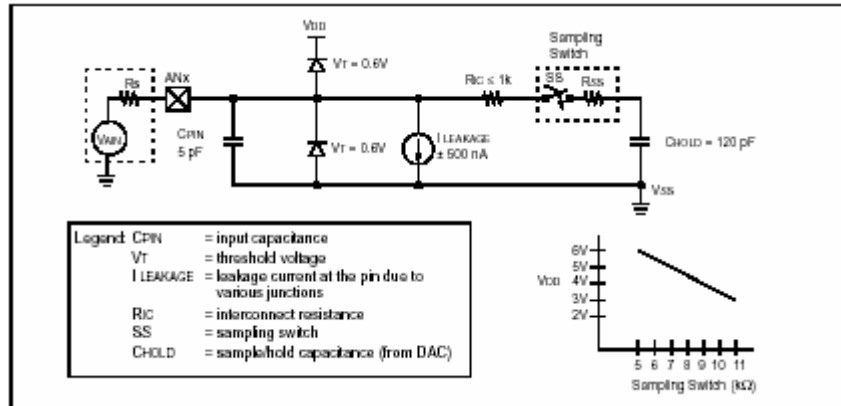 VDD
VT = 0.6V
Rs
ANx
VAIN
CPIN
5 pF
VT = 0.6V
I LEAKAGE
± 500 nA
RIC ≤ 1k
Sampling
Switch
SS
RSS
CHOLD = 120 pF
VSS
Legend: CPIN = input capacitance
VT = threshold voltage
I LEAKAGE = leakage current at the pin due to
various junctions
RIC = interconnect resistance
SS = sampling switch
CHOLD = sample/hold capacitance (from DAC)
6V
5V
VDD 4V
3V
2V
5 6 7 8 9 10 11
Sampling Switch (kΩ)